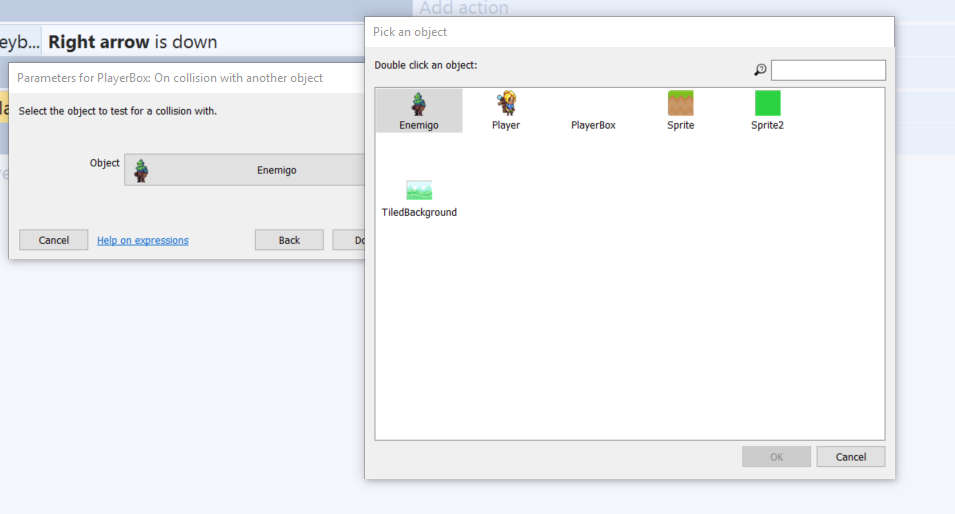 Add action
Right arrow is down
Pick an object
Parameters for PlayerBox: On collision with another object
Double click an object:
Select the object to test for a collision with.
Enemigo
Player
PlayerBox
Sprite
Sprite2
Object
Enemigo
TiledBackground
Cancel
Help on expressions
Back
OK
Cancel